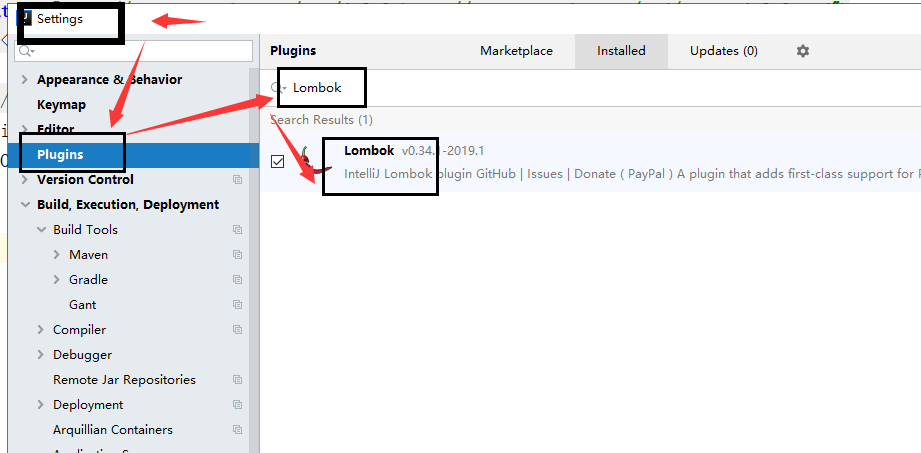 Settings
Appearance & Behavior
Keymap
Editor
Plugins
Version Control
Build, Execution, Deployment
Build Tools
Maven
Gradle
Gant
Compiler
Debugger
Remote Jar Repositories
Deployment
Arquillian Containers
Plugins
Marketplace
Installed
Updates (0)
Lombok
Search Results (1)
Lombok v0.34.1-2019.1
IntelliJ Lombok plugin GitHub | Issues | Donate ( PayPal ) A plugin that adds first-class support for